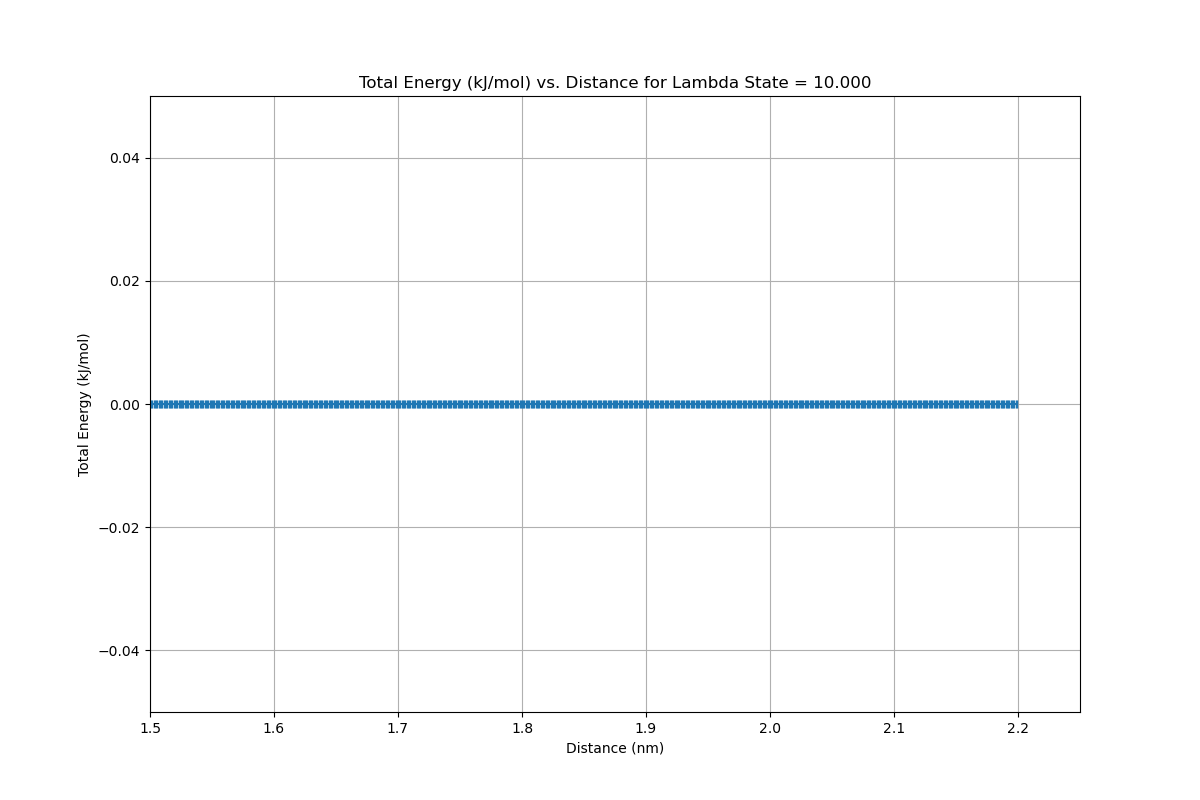 Total Energy (kJ/mol) vs. Distance for Lambda State = 10.000
0.04
0.02
0.00
−0.02
−0.04
Total Energy (kJ/mol)
1.5 1.6 1.7 1.8 1.9 2.0 2.1 2.2
Distance (nm)